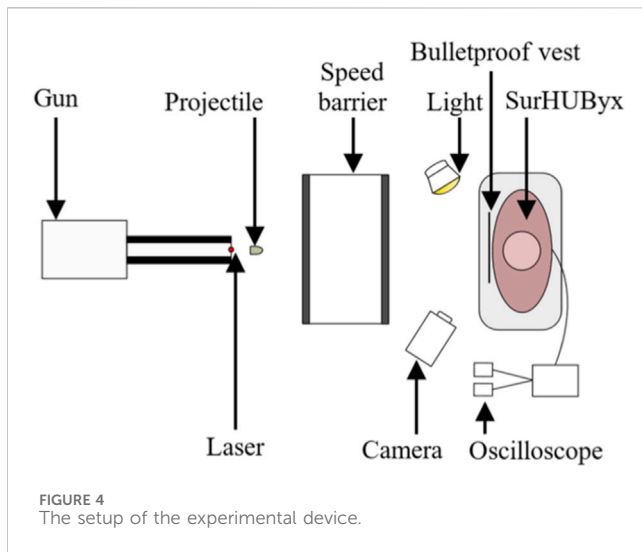 Bulletproof vest
Speed
barrier
Gun
Projectile
Light
SurHUByx
Laser
Camera
Oscilloscope
FIGURE 4
The setup of the experimental device.